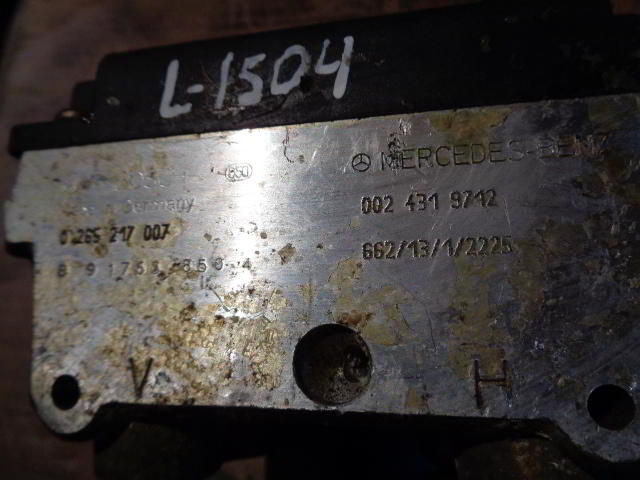 L-1504
Germany
MERCEDES-BENZ
0 265 217 007
002 431 9712
662/13/1/2225
V
H